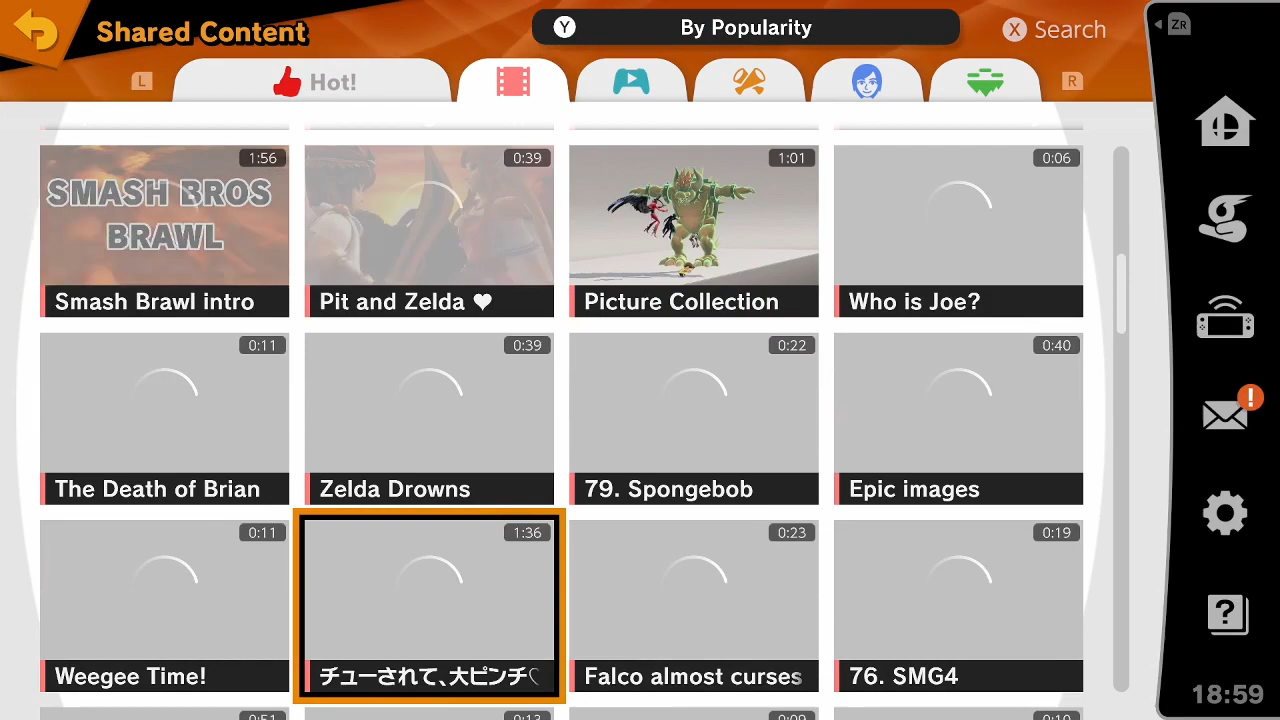 Shared Content
Y By Popularity
X Search
ZR
L
Hot!
R
1:56
0:39
1:01
0:06
SMASH BROS
BRAWL
Smash Brawl intro
Pit and Zelda ♥
Picture Collection
Who is Joe?
0:11
0:39
0:22
0:40
The Death of Brian
Zelda Drowns
79. Spongebob
Epic images
0:11
1:36
0:23
0:19
Weegee Time!
チューされて、大ピンチ
Falco almost curses
76. SMG4
18:59